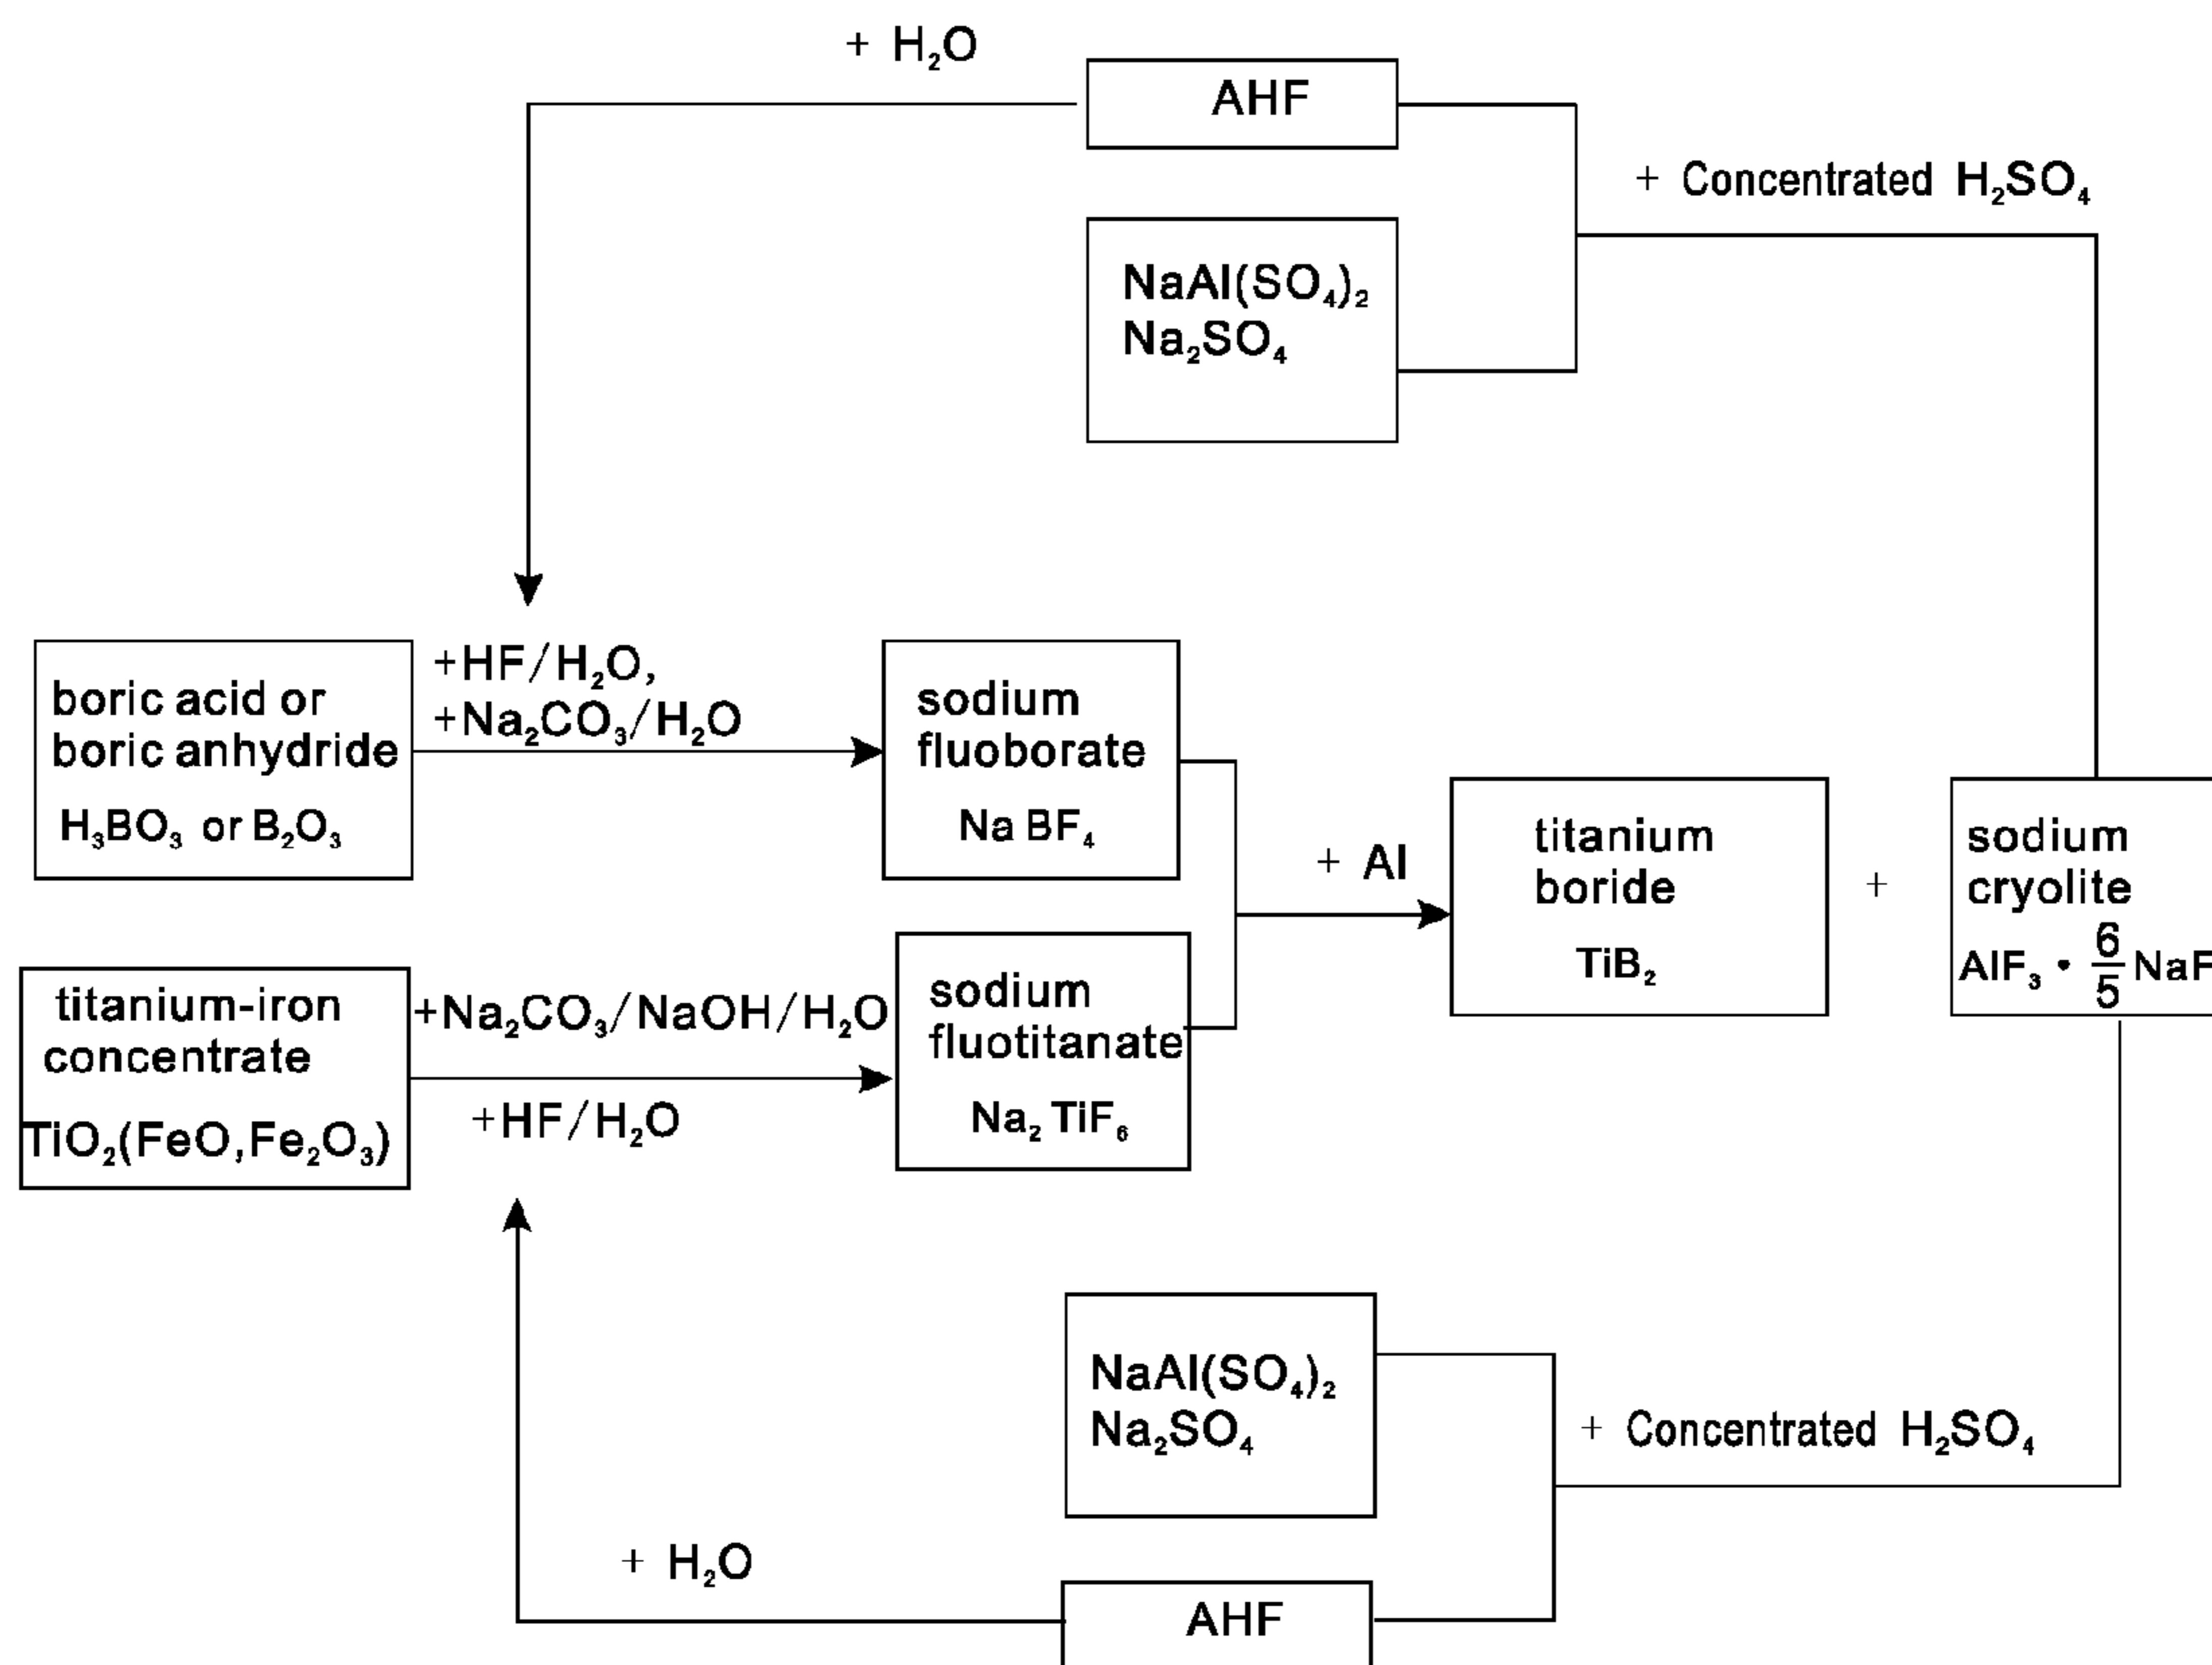 + H₂O
AHF
+ Concentrated H₂SO₄
NaAl(SO₄)₂
Na₂SO₄
boric acid or
boric anhydride
H₃BO₃ or B₂O₃
+HF/H₂O,
+Na₂CO₃/H₂O
sodium
fluoborate
Na BF₄
titanium-iron
concentrate
TiO₂(FeO,Fe₂O₃)
+Na₂CO₃/NaOH/H₂O
+HF/H₂O
sodium
fluotitanate
Na₂ TiF₆
+ Al
titanium
boride
TiB₂
+
sodium
cryolite
AlF₃ • 6/5 NaF
NaAl(SO₄)₂
Na₂SO₄
+ Concentrated H₂SO₄
+ H₂O
AHF